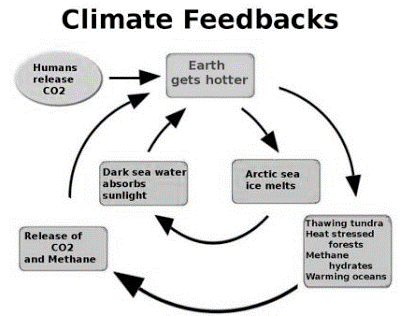 Climate Feedbacks
Humans
release
CO2
Earth
gets hotter
Dark sea water
absorbs
sunlight
Arctic sea
ice melts
Release of
CO2
and Methane
Thawing tundra
Heat stressed
forests
Methane
hydrates
Warming oceans